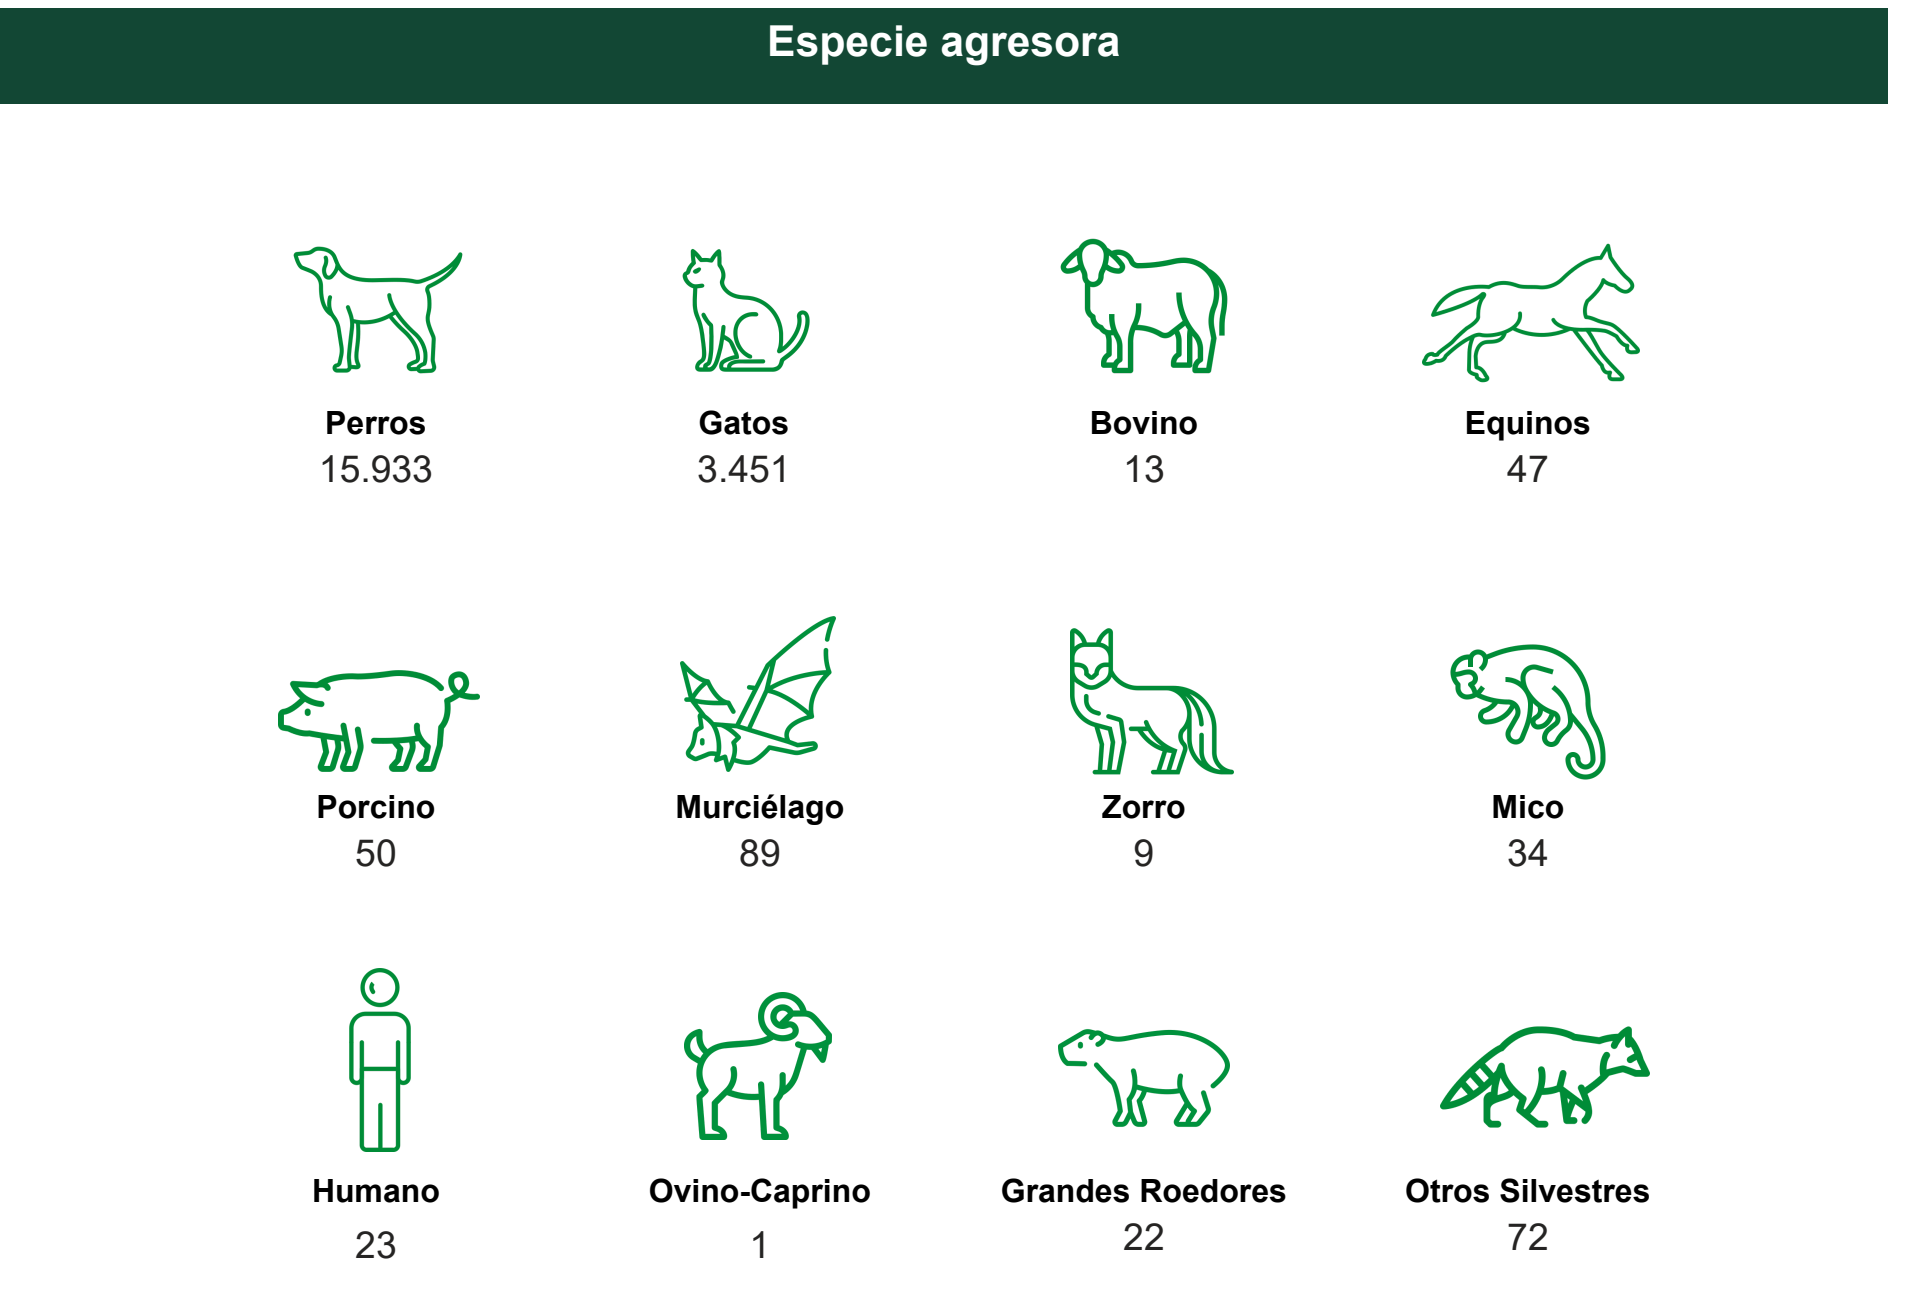 Especie agresora
Perros
15.933
Gatos
3.451
Bovino
13
Equinos
47
Porcino
50
Murciélago
89
Zorro
9
Mico
34
Humano
23
Ovino-Caprino
1
Grandes Roedores
22
Otros Silvestres
72